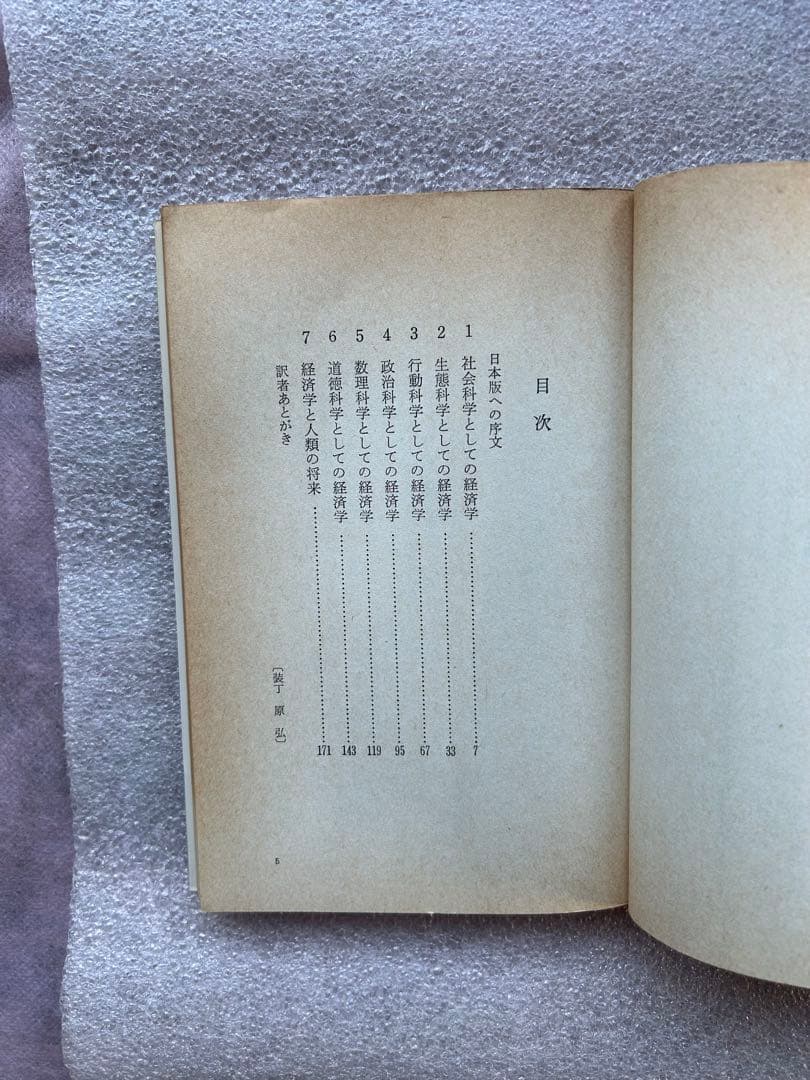 目次
日本版への序文
1 社会科学としての経済学……7
2 生態科学としての経済学……33
3 行動科学としての経済学……67
4 政治科学としての経済学……95
5 数理科学としての経済学……119
6 道徳科学としての経済学……143
7 経済学と人類の将来……171
訳者あとがき
〔装丁 原 弘〕
5